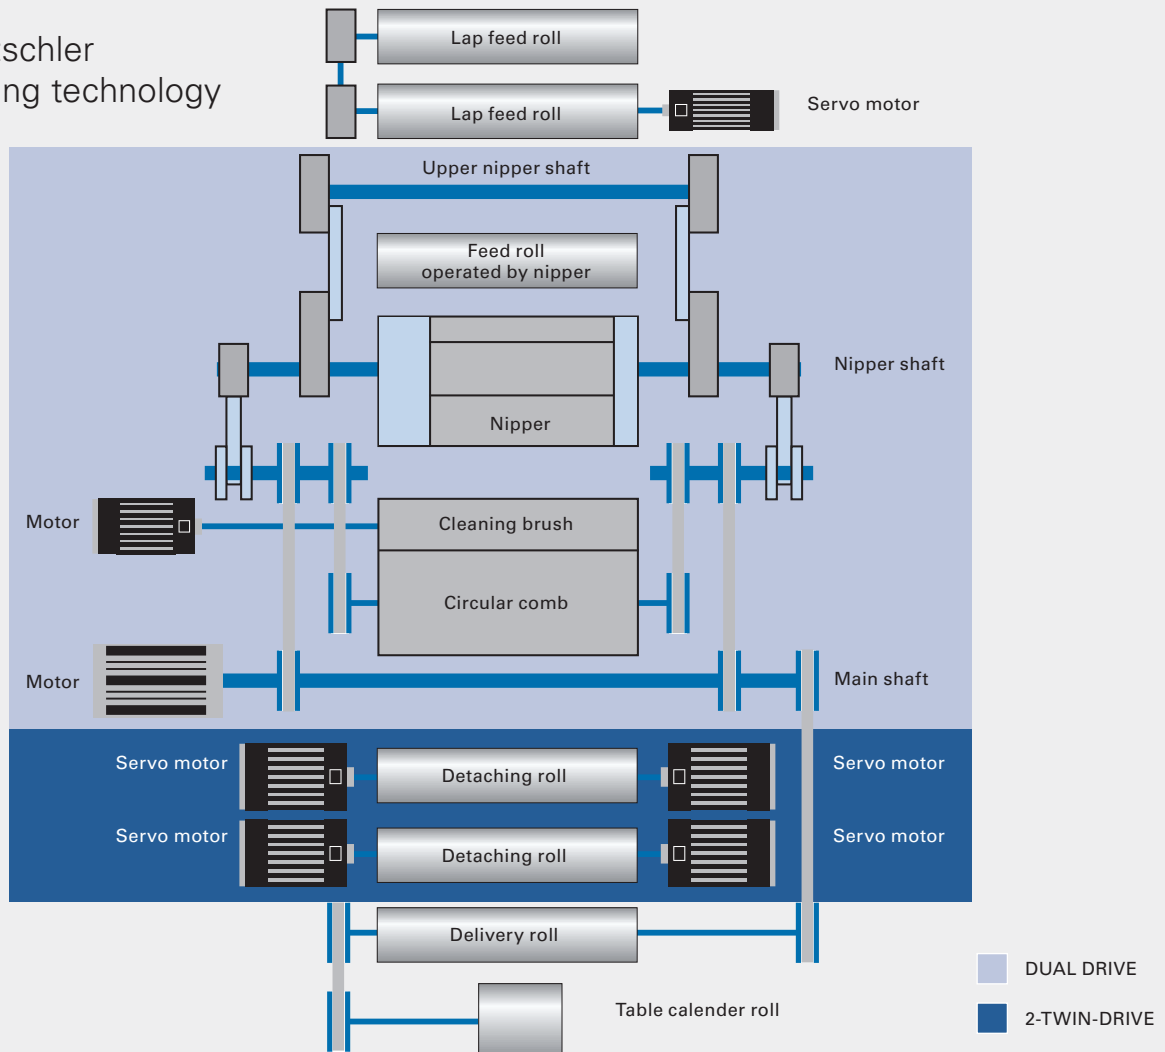 schler
ng technology
Lap feed roll
Lap feed roll
Servo motor
Upper nipper shaft
Feed roll
operated by nipper
Nipper shaft
Nipper
Motor
Cleaning brush
Circular comb
Motor
Main shaft
Servo motor
Detaching roll
Servo motor
Servo motor
Detaching roll
Servo motor
Delivery roll
DUAL DRIVE
Table calender roll
2-TWIN-DRIVE